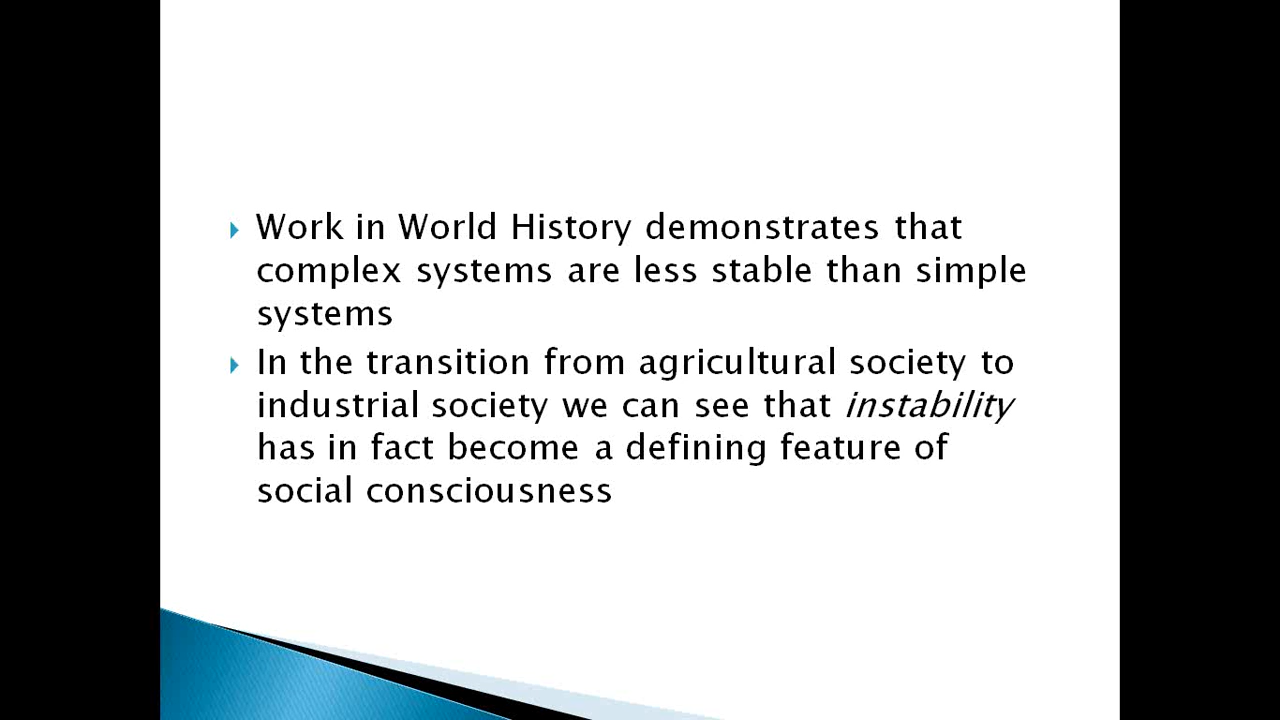 Work in World History demonstrates that
complex systems are less stable than simple
systems
In the transition from agricultural society to
industrial society we can see that instability
has in fact become a defining feature of
social consciousness